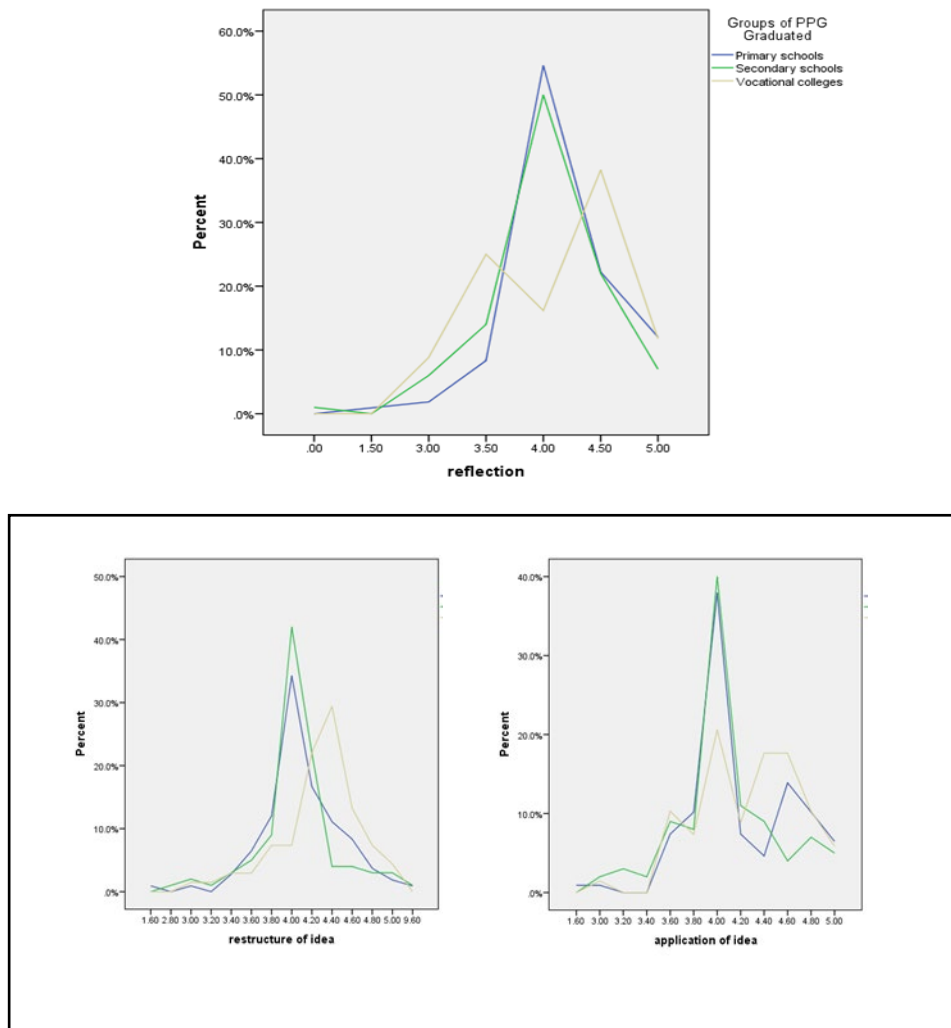 Groups of PPG
Graduated
Primary schools
Secondary schools
Vocational colleges
60.0%
50.0%
40.0%
30.0%
20.0%
10.0%
.0%
Percent
.00 1.50 3.00 3.50 4.00 4.50 5.00
reflection
50.0%
40.0%
30.0%
20.0%
10.0%
.0%
Percent
1.60 2.80 3.00 3.20 3.40 3.60 3.80 4.00 4.20 4.40 4.60 4.80 5.00 9.60
restructure of idea
40.0%
30.0%
20.0%
10.0%
.0%
Percent
1.60 3.00 3.20 3.40 3.60 3.80 4.00 4.20 4.40 4.60 4.80 5.00
application of idea